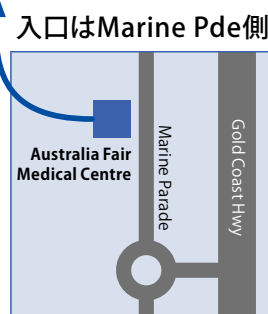 入口はMarine Pde側
Australia Fair
Medical Centre
Marine Parade
Gold Coast Hwy